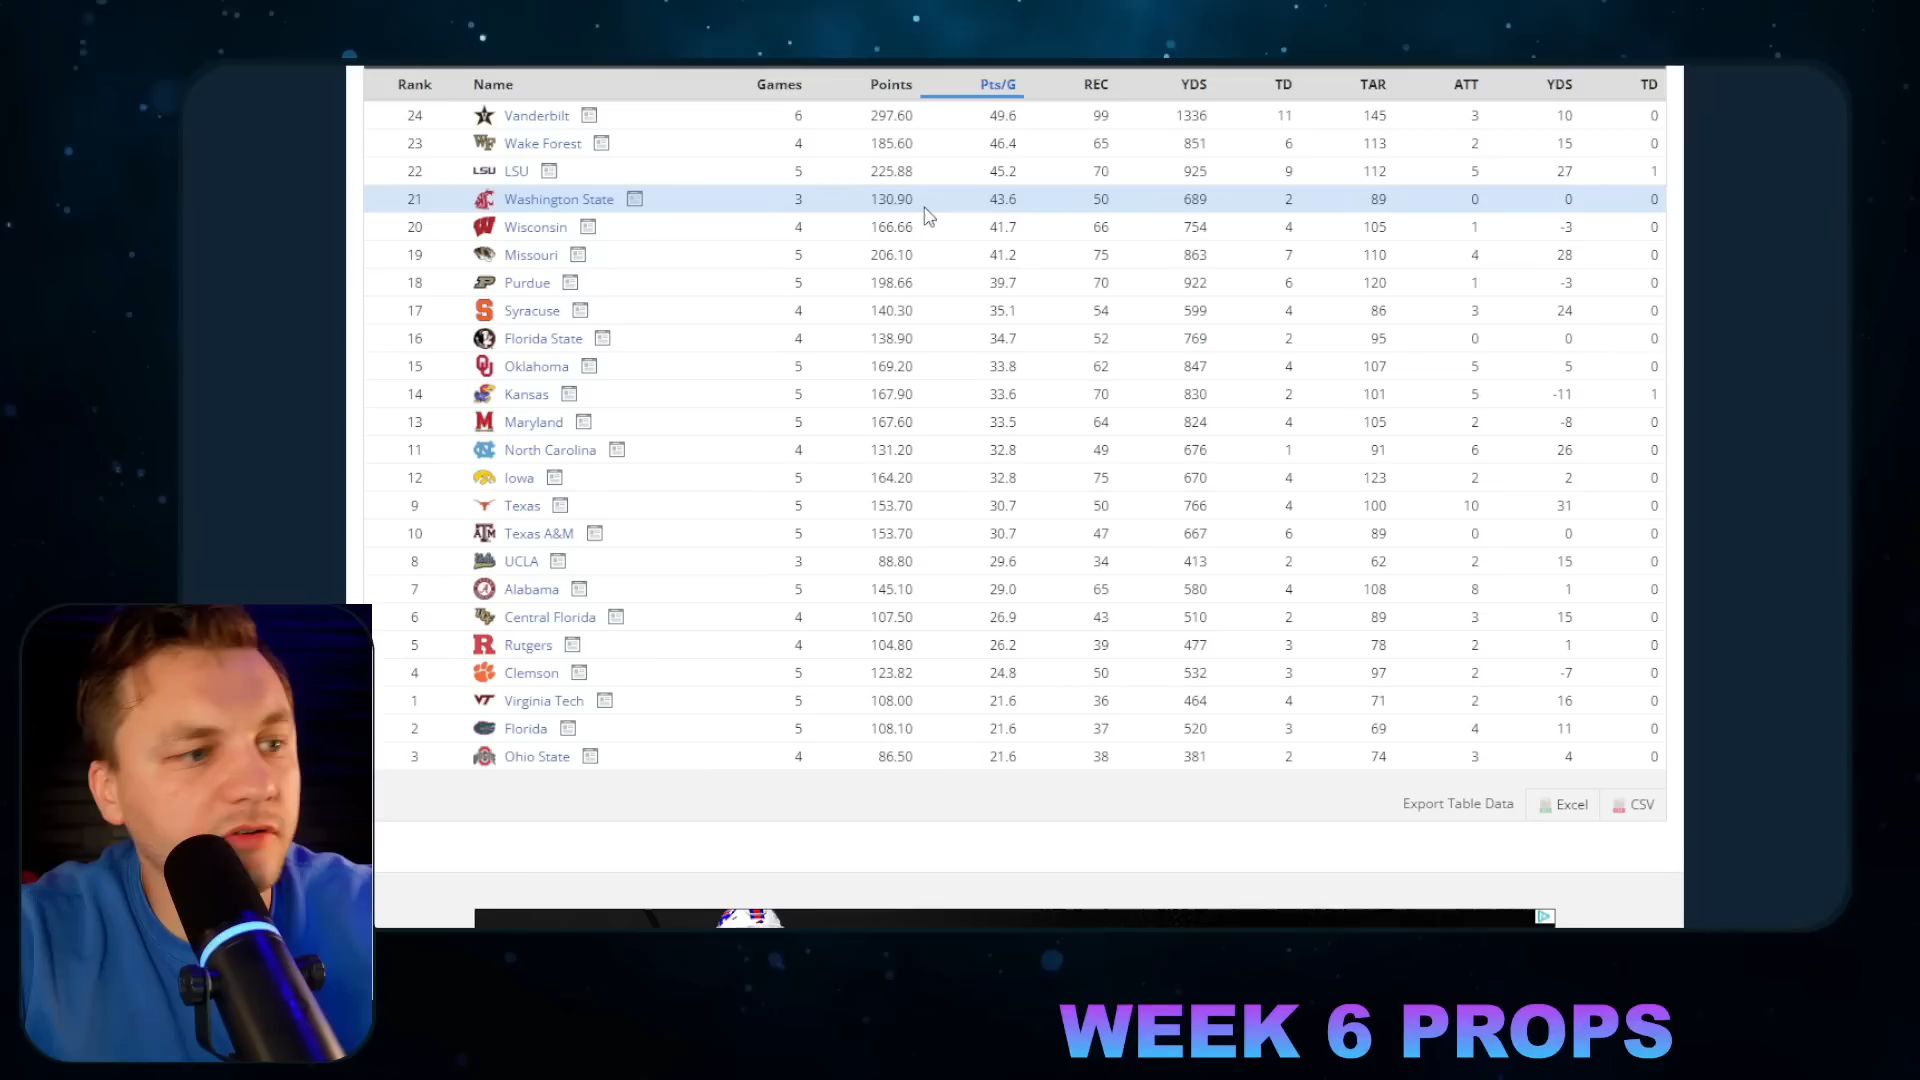 Rank Name Games Points Pts/G REC YDS TD TAR ATT YDS TD
24 Vanderbilt 6 297.60 49.6 99 1336 11 145 3 10 0
23 WF Wake Forest 4 185.60 46.4 65 851 6 113 2 15 0
22 LSU LSU 5 225.88 45.2 70 925 9 112 5 27 1
21 Washington State 3 130.90 43.6 50 689 2 89 0 0 0
20 W Wisconsin 4 166.66 41.7 66 754 4 105 1 -3 0
19 Missouri 5 206.10 41.2 75 863 7 110 4 28 0
18 P Purdue 5 198.66 39.7 70 922 6 120 1 -3 0
17 S Syracuse 4 140.30 35.1 54 599 4 86 3 24 0
16 Florida State 4 138.90 34.7 52 769 2 95 0 0 0
15 OU Oklahoma 5 169.20 33.8 62 847 4 107 5 5 0
14 Kansas 5 167.90 33.6 70 830 2 101 5 -11 1
13 M Maryland 5 167.60 33.5 64 824 4 105 2 -8 0
11 NC North Carolina 4 131.20 32.8 49 676 1 91 6 26 0
12 Iowa 5 164.20 32.8 75 670 4 123 2 2 0
9 Texas 5 153.70 30.7 50 766 4 100 10 31 0
10 ATM Texas A&M 5 153.70 30.7 47 667 6 89 0 0 0
8 UCLA 3 88.80 29.6 34 413 2 62 2 15 0
7 A Alabama 5 145.10 29.0 65 580 4 108 8 1 0
6 UCF Central Florida 4 107.50 26.9 43 510 2 89 3 15 0
5 R Rutgers 4 104.80 26.2 39 477 3 78 2 1 0
4 Clemson 5 123.82 24.8 50 532 3 97 2 -7 0
1 VT Virginia Tech 5 108.00 21.6 36 464 4 71 2 16 0
2 Florida 5 108.10 21.6 37 520 3 69 4 11 0
3 Ohio State 4 86.50 21.6 38 381 2 74 3 4 0
Export Table Data Excel CSV
WEEK 6 PROPS